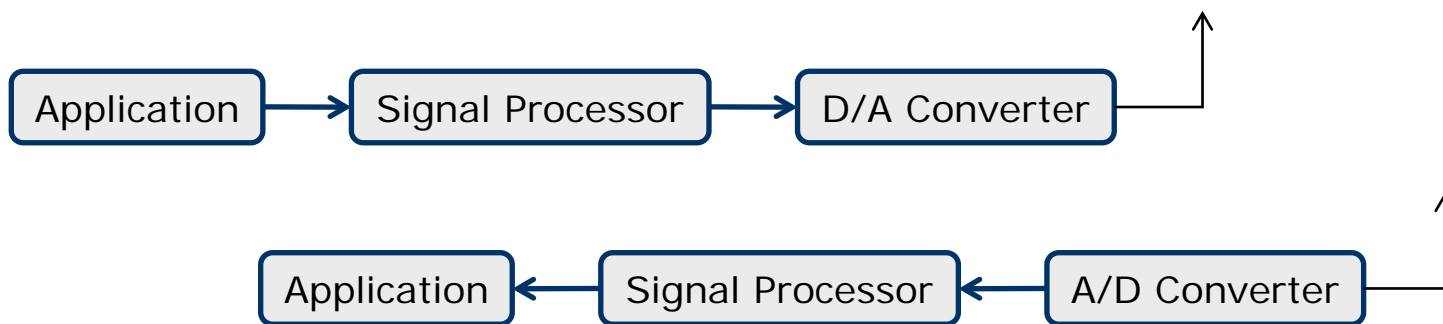 Application Signal Processor D/A Converter
Application Signal Processor A/D Converter